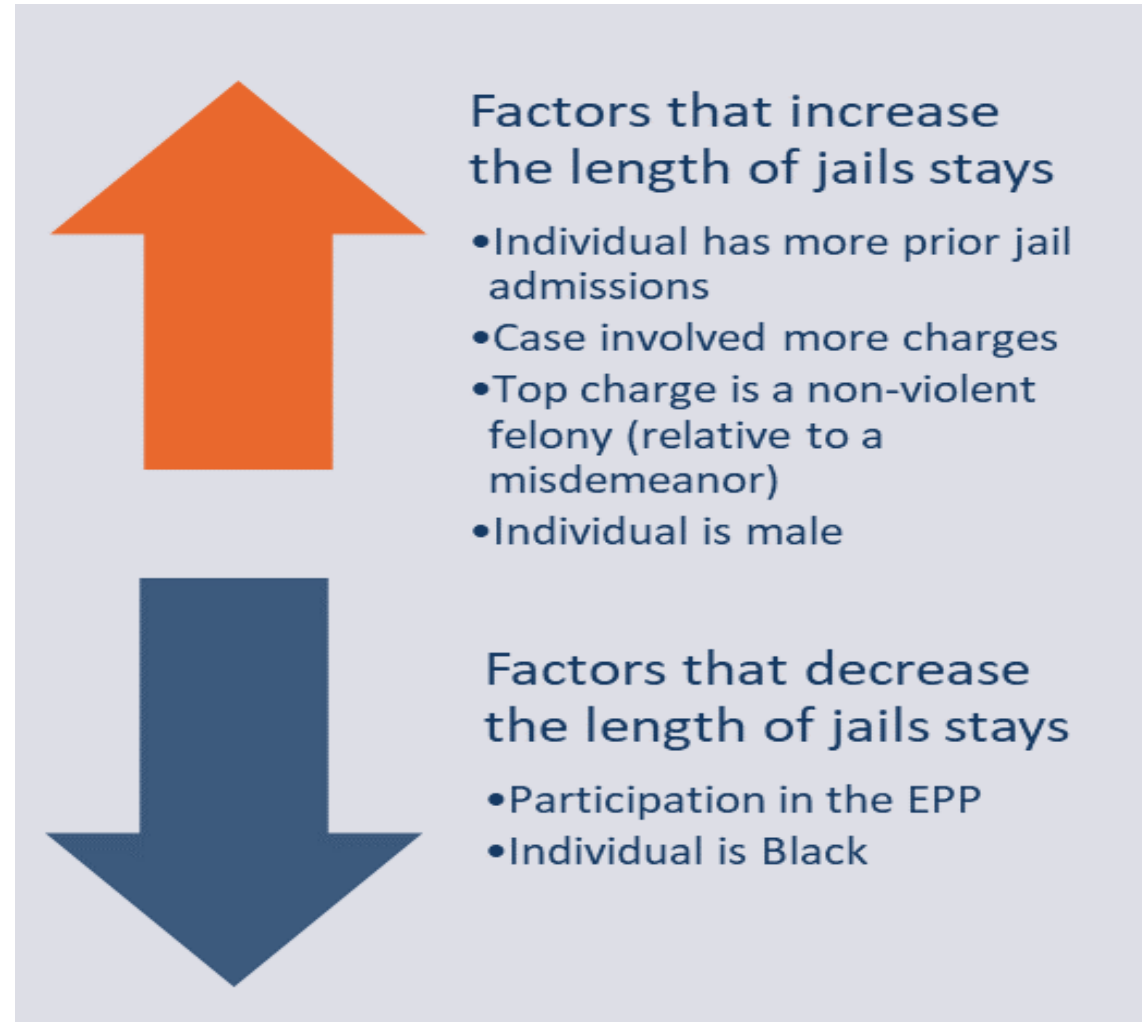 Factors that increase
the length of jails stays
•Individual has more prior jail
admissions
•Case involved more charges
•Top charge is a non-violent
felony (relative to a
misdemeanor)
•Individual is male
Factors that decrease
the length of jails stays
•Participation in the EPP
•Individual is Black